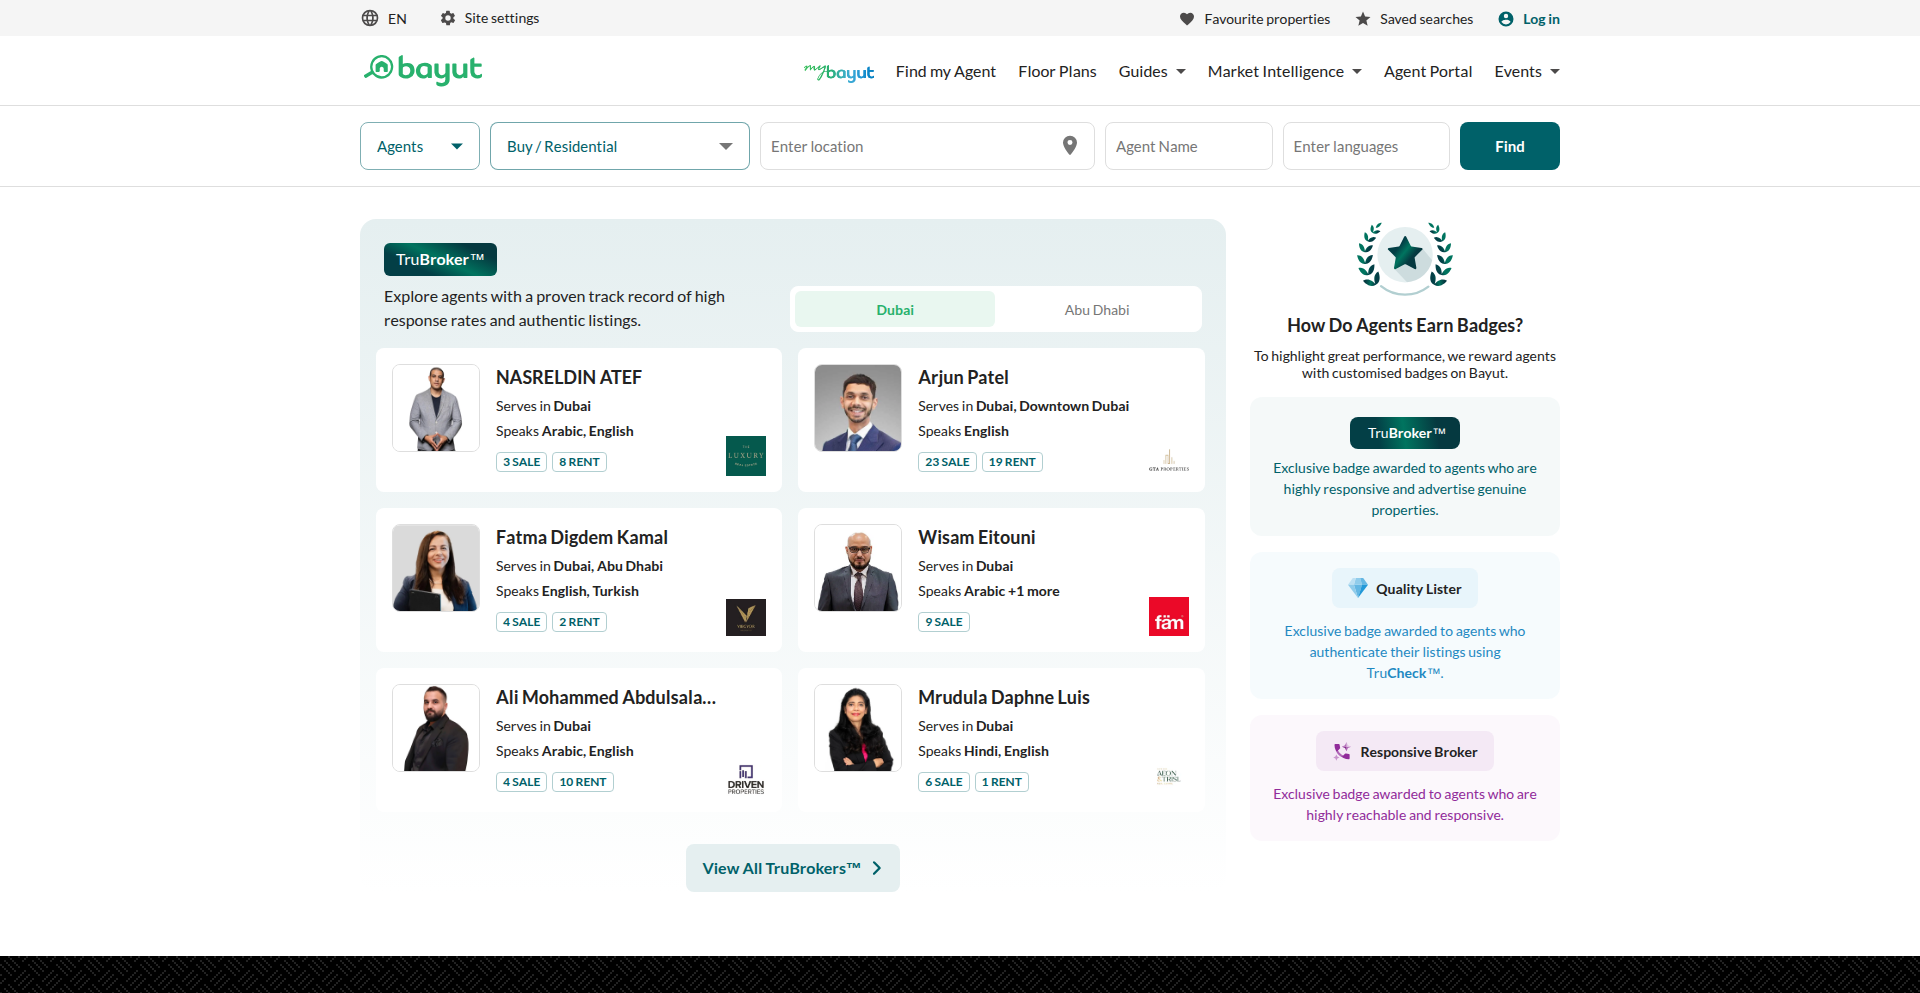 EN
Site settings
Favourite properties
Saved searches
Log in
bayut
mybayut
Find my Agent
Floor Plans
Guides
Market Intelligence
Agent Portal
Events
Agents
Buy / Residential
Enter location
Agent Name
Enter languages
Find
TruBroker™
Explore agents with a proven track record of high
response rates and authentic listings.
Dubai
Abu Dhabi
NASRELDIN ATEF
Serves in Dubai
Speaks Arabic, English
3 SALE
8 RENT
LUXURY
Arjun Patel
Serves in Dubai, Downtown Dubai
Speaks English
23 SALE
19 RENT
GTA PROPERTIES
Fatma Digdem Kamal
Serves in Dubai, Abu Dhabi
Speaks English, Turkish
4 SALE
2 RENT
Wisam Eitouni
Serves in Dubai
Speaks Arabic +1 more
9 SALE
fäm
Ali Mohammed Abdulsala...
Serves in Dubai
Speaks Arabic, English
4 SALE
10 RENT
DRIVEN
PROPERTIES
Mrudula Daphne Luis
Serves in Dubai
Speaks Hindi, English
6 SALE
1 RENT
View All TruBrokers™
How Do Agents Earn Badges?
To highlight great performance, we reward agents
with customised badges on Bayut.
TruBroker™
Exclusive badge awarded to agents who are
highly responsive and advertise genuine
properties.
Quality Lister
Exclusive badge awarded to agents who
authenticate their listings using
TruCheck™.
Responsive Broker
Exclusive badge awarded to agents who are
highly reachable and responsive.